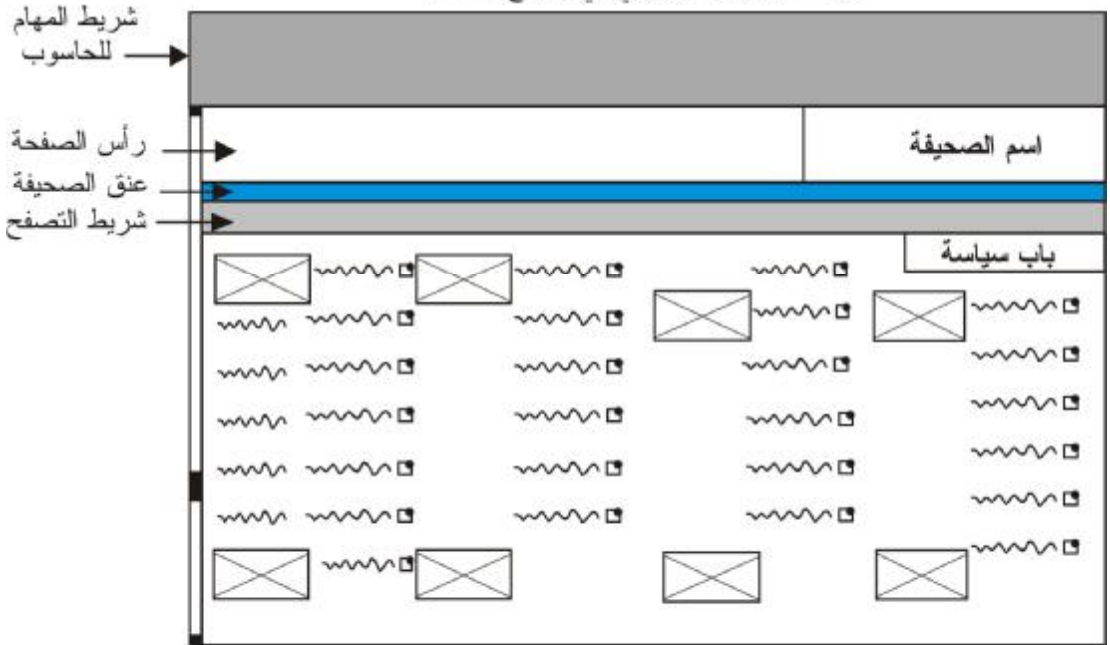 شريط المهام
للحاسوب
رأس الصفحة
اسم الصحيفة
عنق الصحيفة
شريط التصفح
باب سياسة